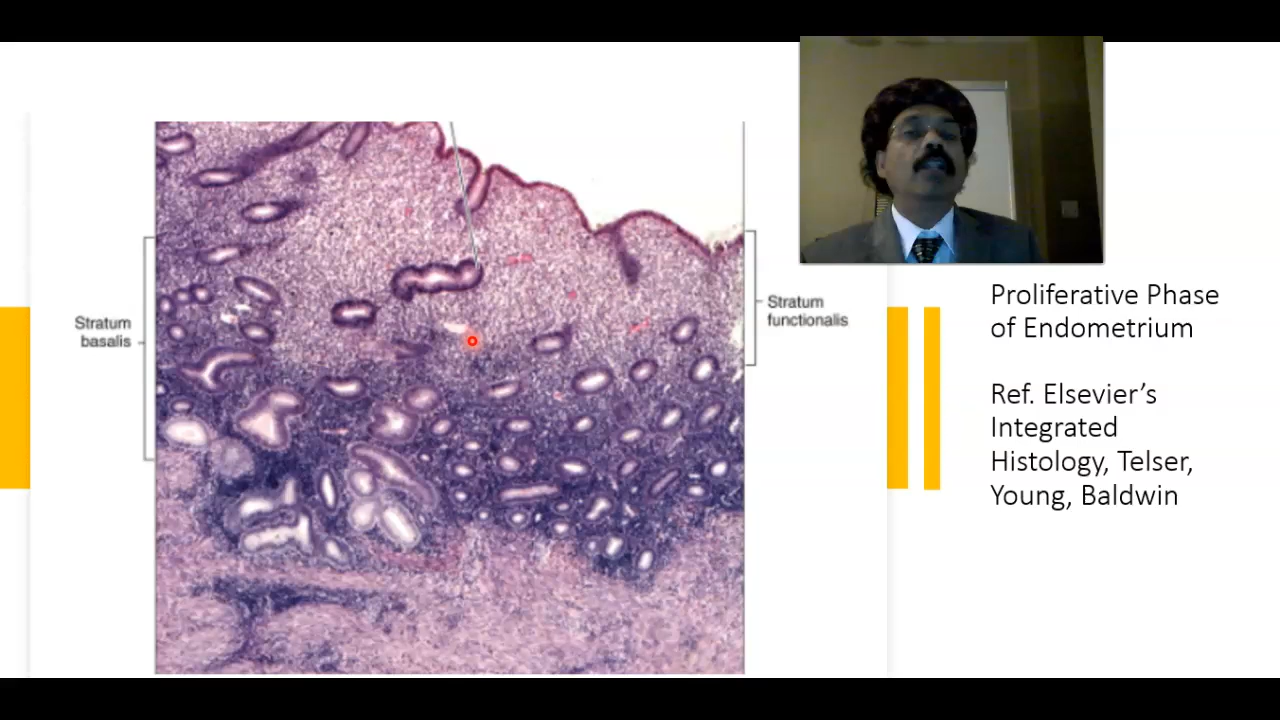 Stratum
basalis
Stratum
functionalis
Proliferative Phase
of Endometrium
Ref. Elsevier’s
Integrated
Histology, Telser,
Young, Baldwin